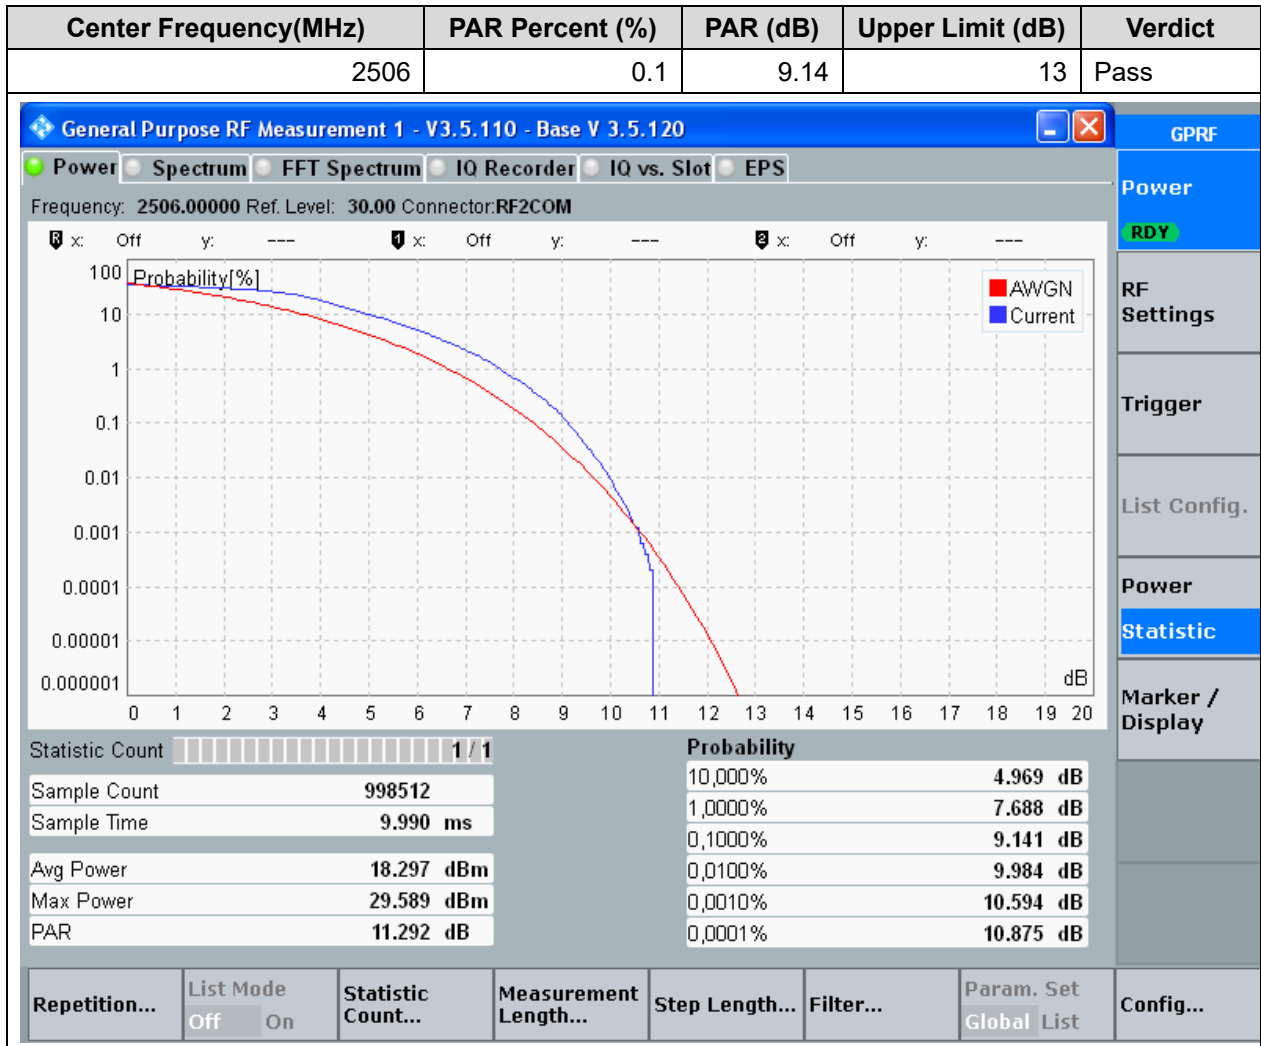 Center Frequency(MHz) PAR Percent (%) PAR (dB) Upper Limit (dB) Verdict
2506 0.1 9.14 13 Pass
General Purpose RF Measurement 1 - V3.5.110 - Base V 3.5.120
GPRF
Power Spectrum FFT Spectrum IQ Recorder IQ vs. Slot EPS
Power
RDY
Frequency: 2506.00000 Ref. Level: 30.00 Connector:RF2COM
R x: Off y: --- 1 x: Off y: --- 2 x: Off y: ---
Probability[%]
AWGN
Current
100
10
1
0.1
0.01
0.001
0.0001
0.00001
0.000001
dB
0 1 2 3 4 5 6 7 8 9 10 11 12 13 14 15 16 17 18 19 20
RF
Settings
Trigger
List Config.
Power
Statistic
Marker /
Display
Statistic Count 1 / 1
Sample Count 998512
Sample Time 9.990 ms
Avg Power 18.297 dBm
Max Power 29.589 dBm
PAR 11.292 dB
Probability
10,000% 4.969 dB
1,0000% 7.688 dB
0,1000% 9.141 dB
0,0100% 9.984 dB
0,0010% 10.594 dB
0,0001% 10.875 dB
Repetition...
List Mode
Off On
Statistic
Count...
Measurement
Length...
Step Length...
Filter...
Param. Set
Global List
Config...